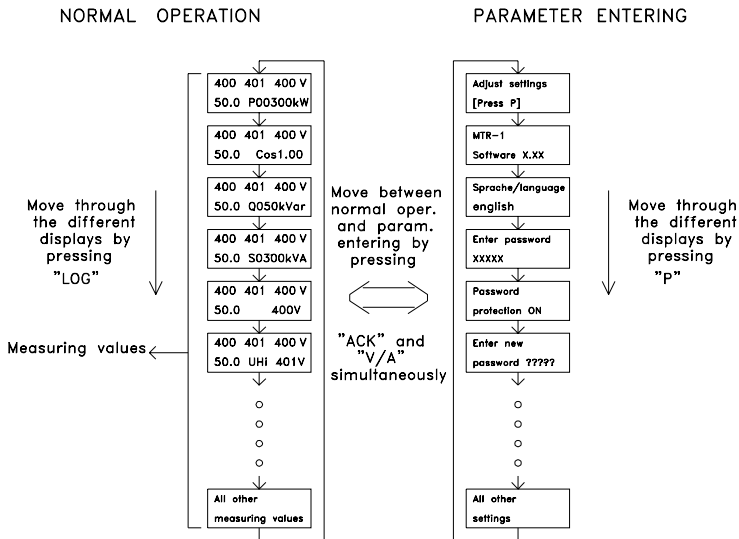 NORMAL OPERATION
PARAMETER ENTERING
400 401 400 V
50.0 P00300kW
400 401 400 V
50.0 Cos1.00
400 401 400 V
50.0 Q050kVar
400 401 400 V
50.0 S0300kVA
400 401 400 V
50.0 400V
400 401 400 V
50.0 UHi 401V
All other
measuring values
Move through
the different
displays by
pressing
"LOG"
Measuring values
Move between
normal oper.
and param.
entering by
pressing
"ACK" and
"V/A"
simultaneously
Adjust settings
[Press P]
MTR-1
Software X.XX
Sprache/language
english
Enter password
XXXXX
Password
protection ON
Enter new
password ?????
All other
settings
Move through
the different
displays by
pressing
"P"